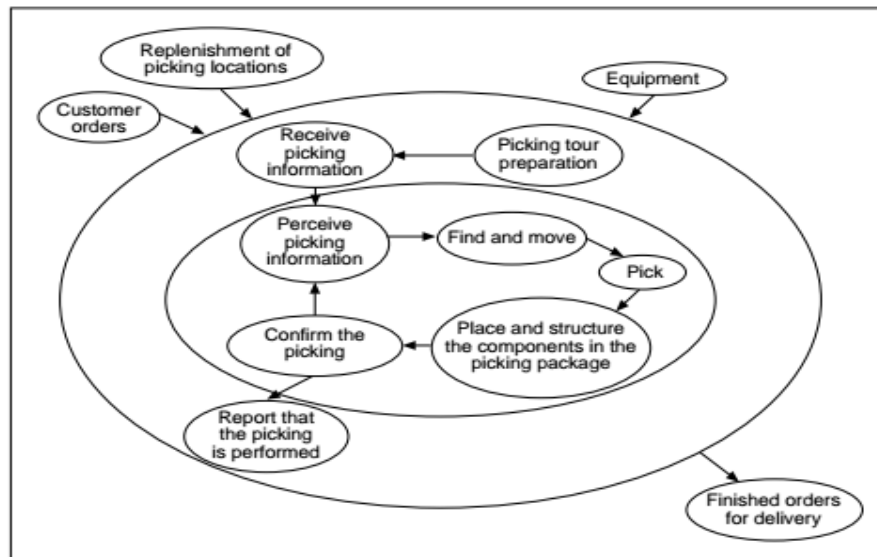 Replenishment of
picking locations
Equipment
Customer
orders
Receive
picking
information
Picking tour
preparation
Perceive
picking
information
Find and move
Pick
Confirm the
picking
Place and structure
the components in the
picking package
Report that
the picking
is performed
Finished orders
for delivery